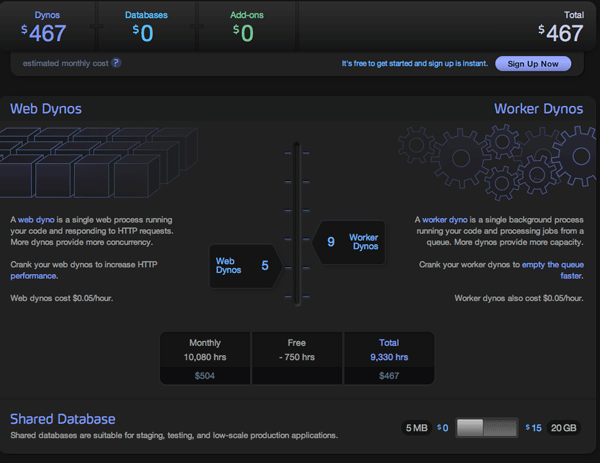 Dynos
$467
Databases
$0
Add-ons
$0
Total
$467
estimated monthly cost ?
It's free to get started and sign up is instant.
Sign Up Now
Web Dynos
Worker Dynos
A web dyno is a single web process running
your code and responding to HTTP requests.
More dynos provide more concurrency.
Crank your web dynos to increase HTTP
performance.
Web dynos cost $0.05/hour.
Web
Dynos
5
9
Worker
Dynos
A worker dyno is a single background process
running your code and processing jobs from a
queue. More dynos provide more capacity.
Crank your worker dynos to empty the queue
faster.
Worker dynos also cost $0.05/hour.
Monthly
10,080 hrs
$504
Free
- 750 hrs
Total
9,330 hrs
$467
Shared Database
Shared databases are suitable for staging, testing, and low-scale production applications.
5 MB $0 $15 20 GB